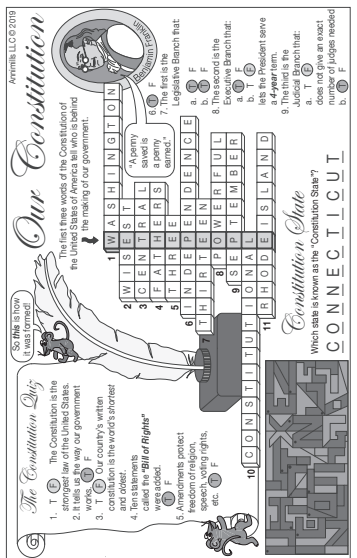 Annimills LLC © 2019
Our Constitution
So this is how
it was formed!
The first three words of the Constitution of
the United States of America tell who is behind
the making of our government.
Benjamin Franklin
"A penny
saved is
a penny
earned."
The Constitution Quiz
1. T F The Constitution is the
strongest law of the United States.
2. It tells us the way our government
works. T F
3. T F Our country's written
constitution is the world's shortest
and oldest.
4. Ten statements
called the "Bill of Rights"
were added. T F
5. Amendments protect
freedom of religion,
speech, voting rights,
etc. T F
6. T F
7. The first is the
Legislative Branch that:
a. T F
b. T F
8. The second is the
Executive Branch that:
a. T F
b. T F
lets the President serve
a 4-year term.
9. The third is the
Judicial Branch that:
a. T F
does not give an exact
number of judges needed
b. T F
1 WASHINGTON
2 WISEST
3 CENTRAL
4 FATHERS
5 THREE
6 INDEPENDENCE
7 THIRTEEN
8 POWERFUL
9 SEPTEMBER
10 CONSTITUTIONAL
11 RHODE ISLAND
Constitution State
Which state is known as the "Constitution State"?
CONNECTICUT